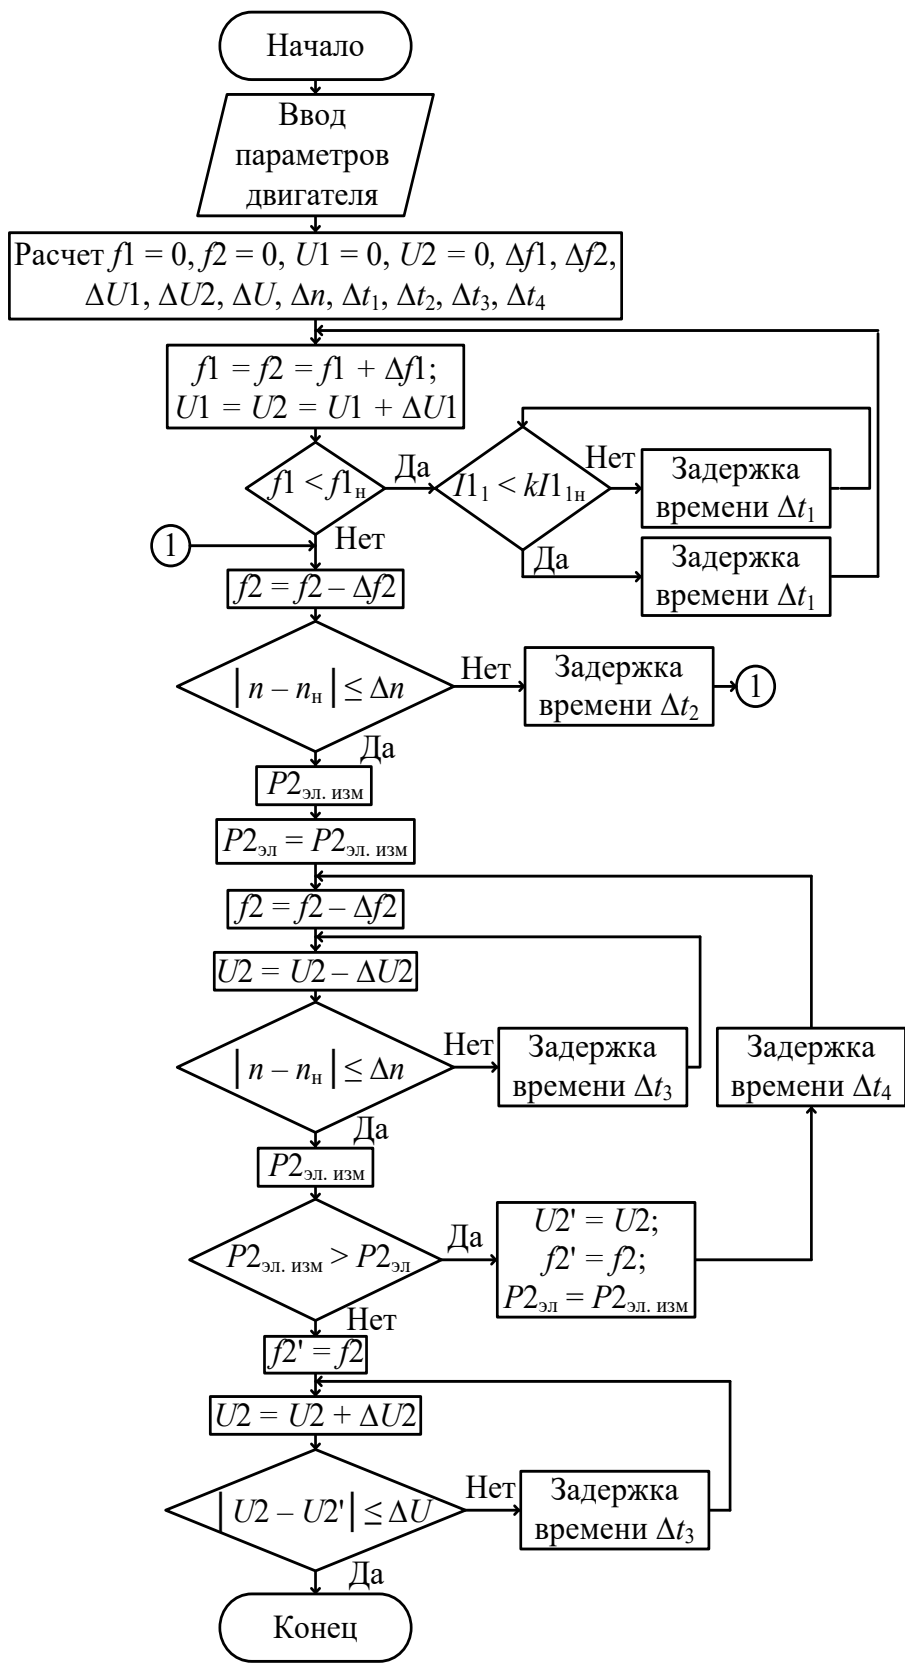 Начало
Ввод
параметров
двигателя
Расчет f1 = 0, f2 = 0, U1 = 0, U2 = 0, Δf1, Δf2,
ΔU1, ΔU2, ΔU, Δn, Δt₁, Δt₂, Δt₃, Δt₄
f1 = f2 = f1 + Δf1;
U1 = U2 = U1 + ΔU1
f1 < f1н
Да
I1₁ < kI1₁н
Нет
Задержка
времени Δt₁
1
Нет
Да
Задержка
времени Δt₁
f2 = f2 – Δf2
| n – nн | ≤ Δn
Нет
Задержка
времени Δt₂
1
Да
P2эл. изм
P2эл = P2эл. изм
f2 = f2 – Δf2
U2 = U2 – ΔU2
| n – nн | ≤ Δn
Нет
Задержка
времени Δt₃
Задержка
времени Δt₄
Да
P2эл. изм
P2эл. изм > P2эл
Да
U2' = U2;
f2' = f2;
P2эл = P2эл. изм
Нет
f2' = f2
U2 = U2 + ΔU2
| U2 – U2' | ≤ ΔU
Нет
Задержка
времени Δt₃
Да
Конец